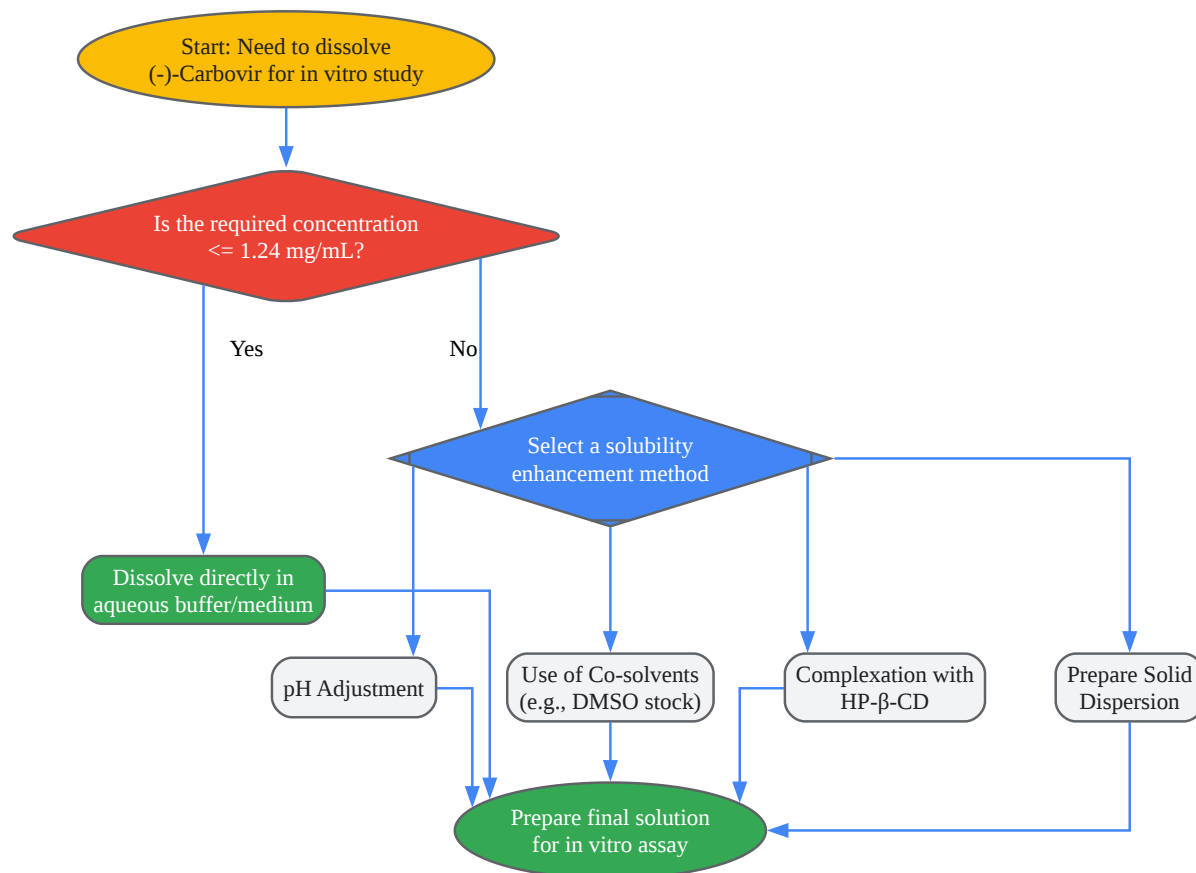 Start: Need to dissolve
(-)-Carbovir for in vitro study
Is the required concentration
<= 1.24 mg/mL?
Yes
No
Select a solubility
enhancement method
Dissolve directly in
aqueous buffer/medium
pH Adjustment
Use of Co-solvents
(e.g., DMSO stock)
Complexation with
HP-β-CD
Prepare Solid
Dispersion
Prepare final solution
for in vitro assay